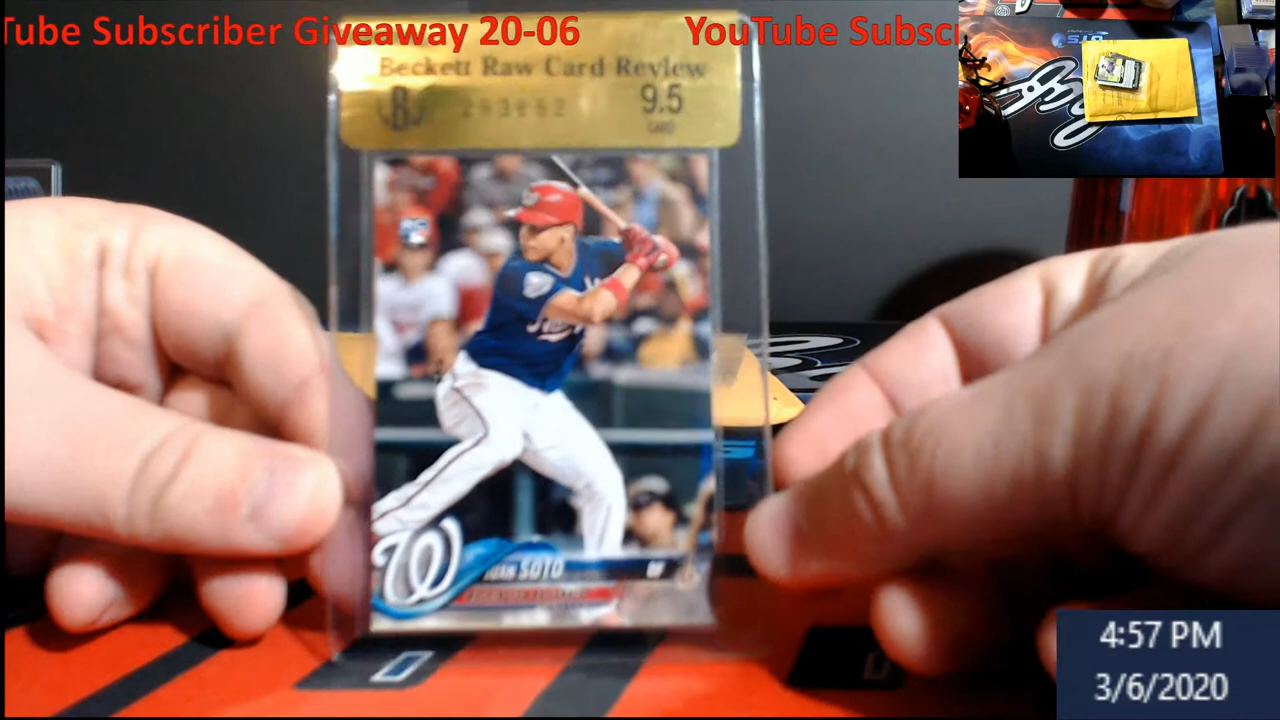 Tube Subscriber Giveaway 20-06 YouTube Subsc
Beckett Raw Card Review
B 9.5
CARD
W JUAN SOTO
4:57 PM
3/6/2020